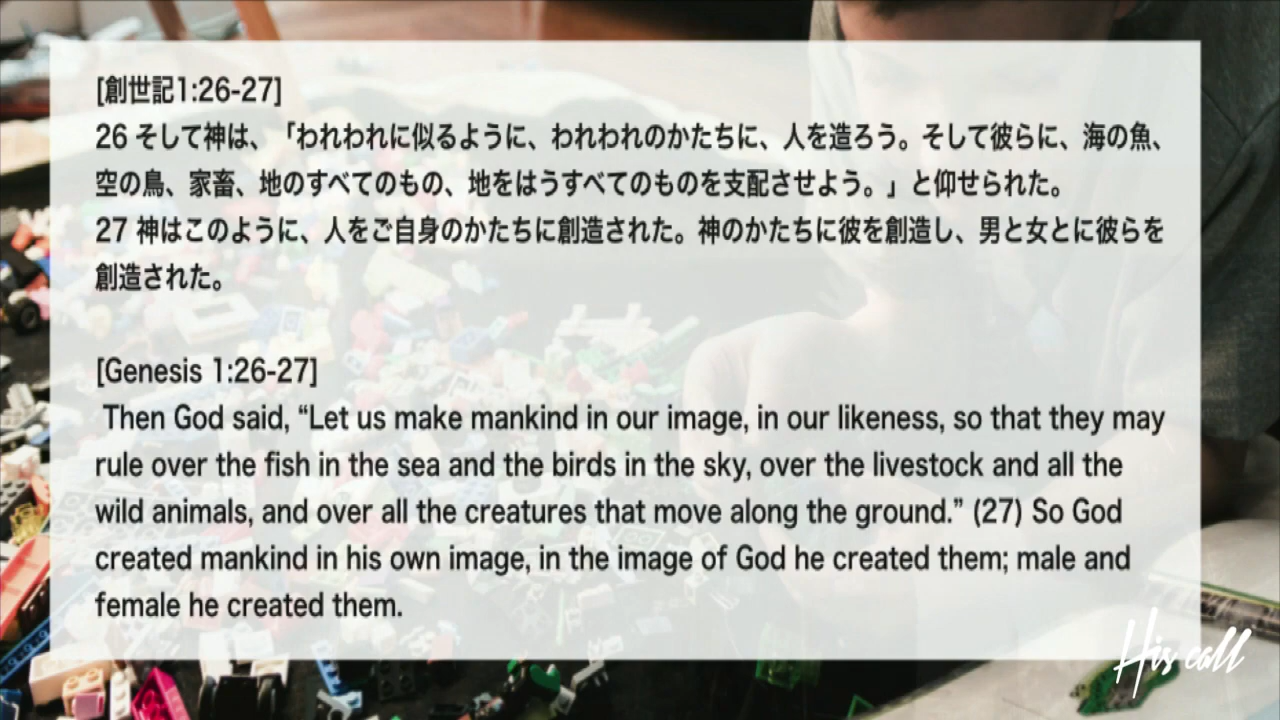 [創世記1:26-27]
26 そして神は、「われわれに似るように、われわれのかたちに、人を造ろう。そして彼らに、海の魚、
空の鳥、家畜、地のすべてのもの、地をはうすべてのものを支配させよう。」と仰せられた。
27 神はこのように、人をご自身のかたちに創造された。神のかたちに彼を創造し、男と女とに彼らを
創造された。
[Genesis 1:26-27]
Then God said, “Let us make mankind in our image, in our likeness, so that they may
rule over the fish in the sea and the birds in the sky, over the livestock and all the
wild animals, and over all the creatures that move along the ground.” (27) So God
created mankind in his own image, in the image of God he created them; male and
female he created them.
His call